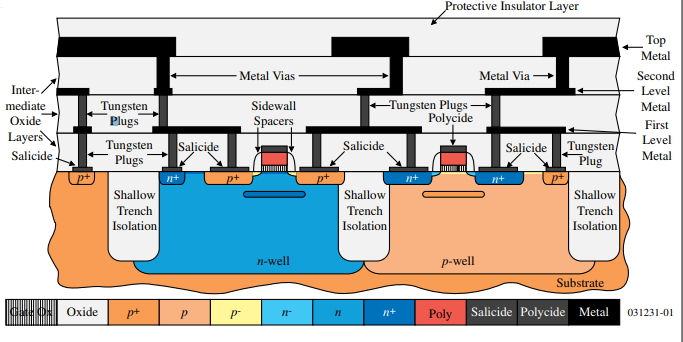 Protective Insulator Layer
Top
Metal
Metal Vias
Metal Via
Second
Level
Metal
Inter-
mediate
Oxide
Layers
Tungsten
Plugs
Sidewall
Spacers
Tungsten Plugs
Polycide
First
Level
Metal
Salicide
Tungsten
Plugs
Salicide
Salicide
Salicide
Tungsten
Plug
p+
n+
p+
p+
n+
n+
p+
Shallow
Trench
Isolation
Shallow
Trench
Isolation
Shallow
Trench
Isolation
n-well
p-well
Substrate
Gate Ox
Oxide
p+
p
p-
n-
n
n+
Poly
Salicide
Polycide
Metal
031231-01